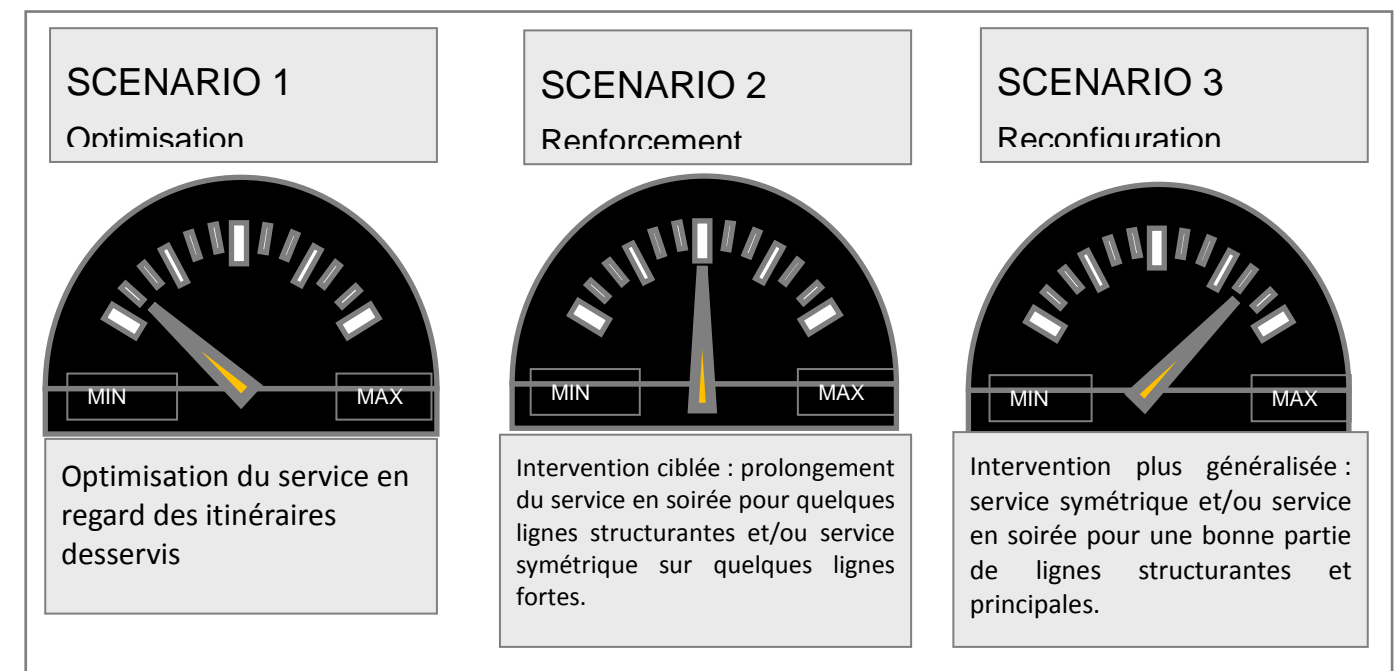 SCENARIO 1
Optimisation
MIN
MAX
Optimisation du service en
regard des itinéraires
desservis
SCENARIO 2
Renforcement
MIN
MAX
Intervention ciblée : prolongement
du service en soirée pour quelques
lignes structurantes et/ou service
symétrique sur quelques lignes
fortes.
SCENARIO 3
Reconfiguration
MIN
MAX
Intervention plus généralisée :
service symétrique et/ou service
en soirée pour une bonne partie
de lignes structurantes et
principales.